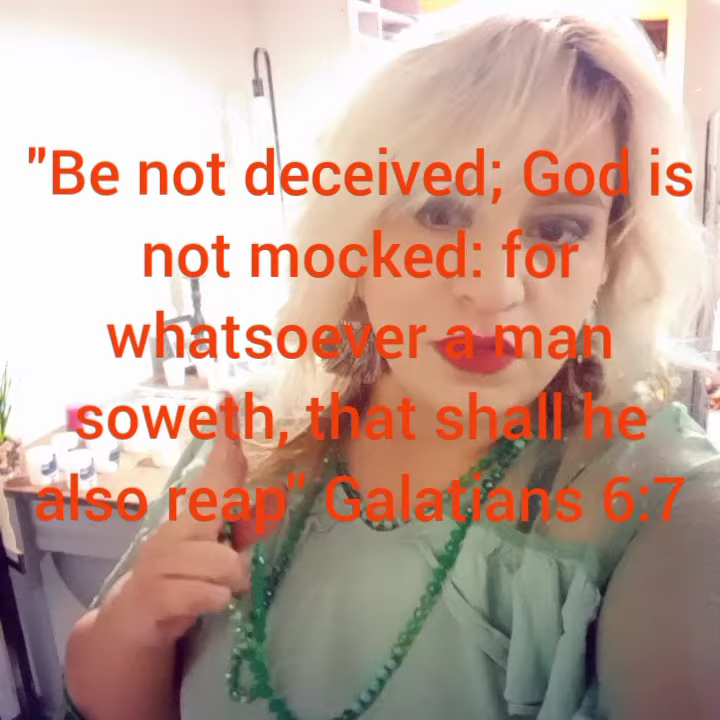 "Be not deceived; God is
not mocked: for
whatsoever a man
soweth, that shall he
also reap" Galatians 6:7